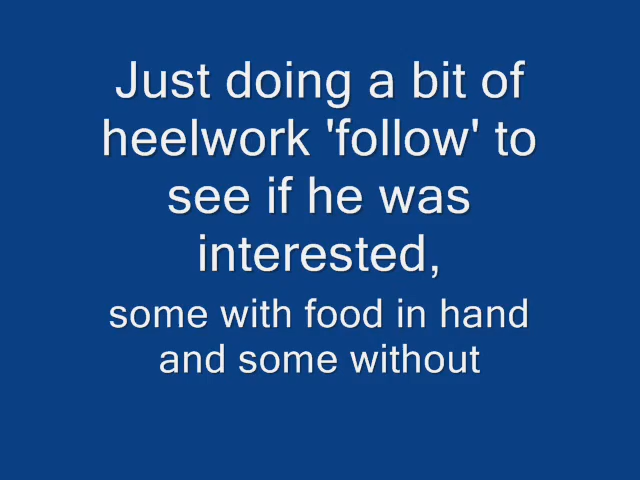 Just doing a bit of
heelwork 'follow' to
see if he was
interested,
some with food in hand
and some without